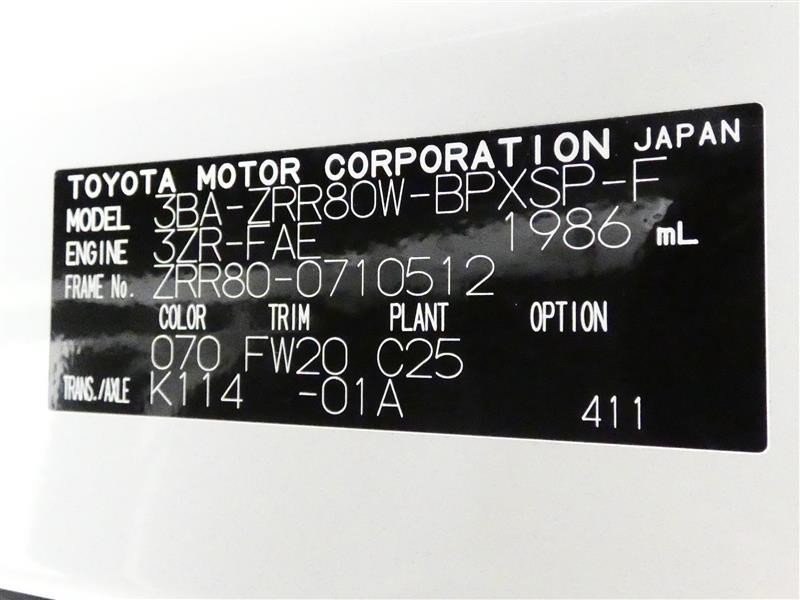 TOYOTA MOTOR CORPORATION JAPAN
MODEL 3BA-ZRR80W-BPXSP-F
ENGINE 3ZR-FAE 1986 mL
FRAME No. ZRR80-0710512
COLOR TRIM PLANT OPTION
070 FW20 C25
TRANS./AXLE K114 -01A
411